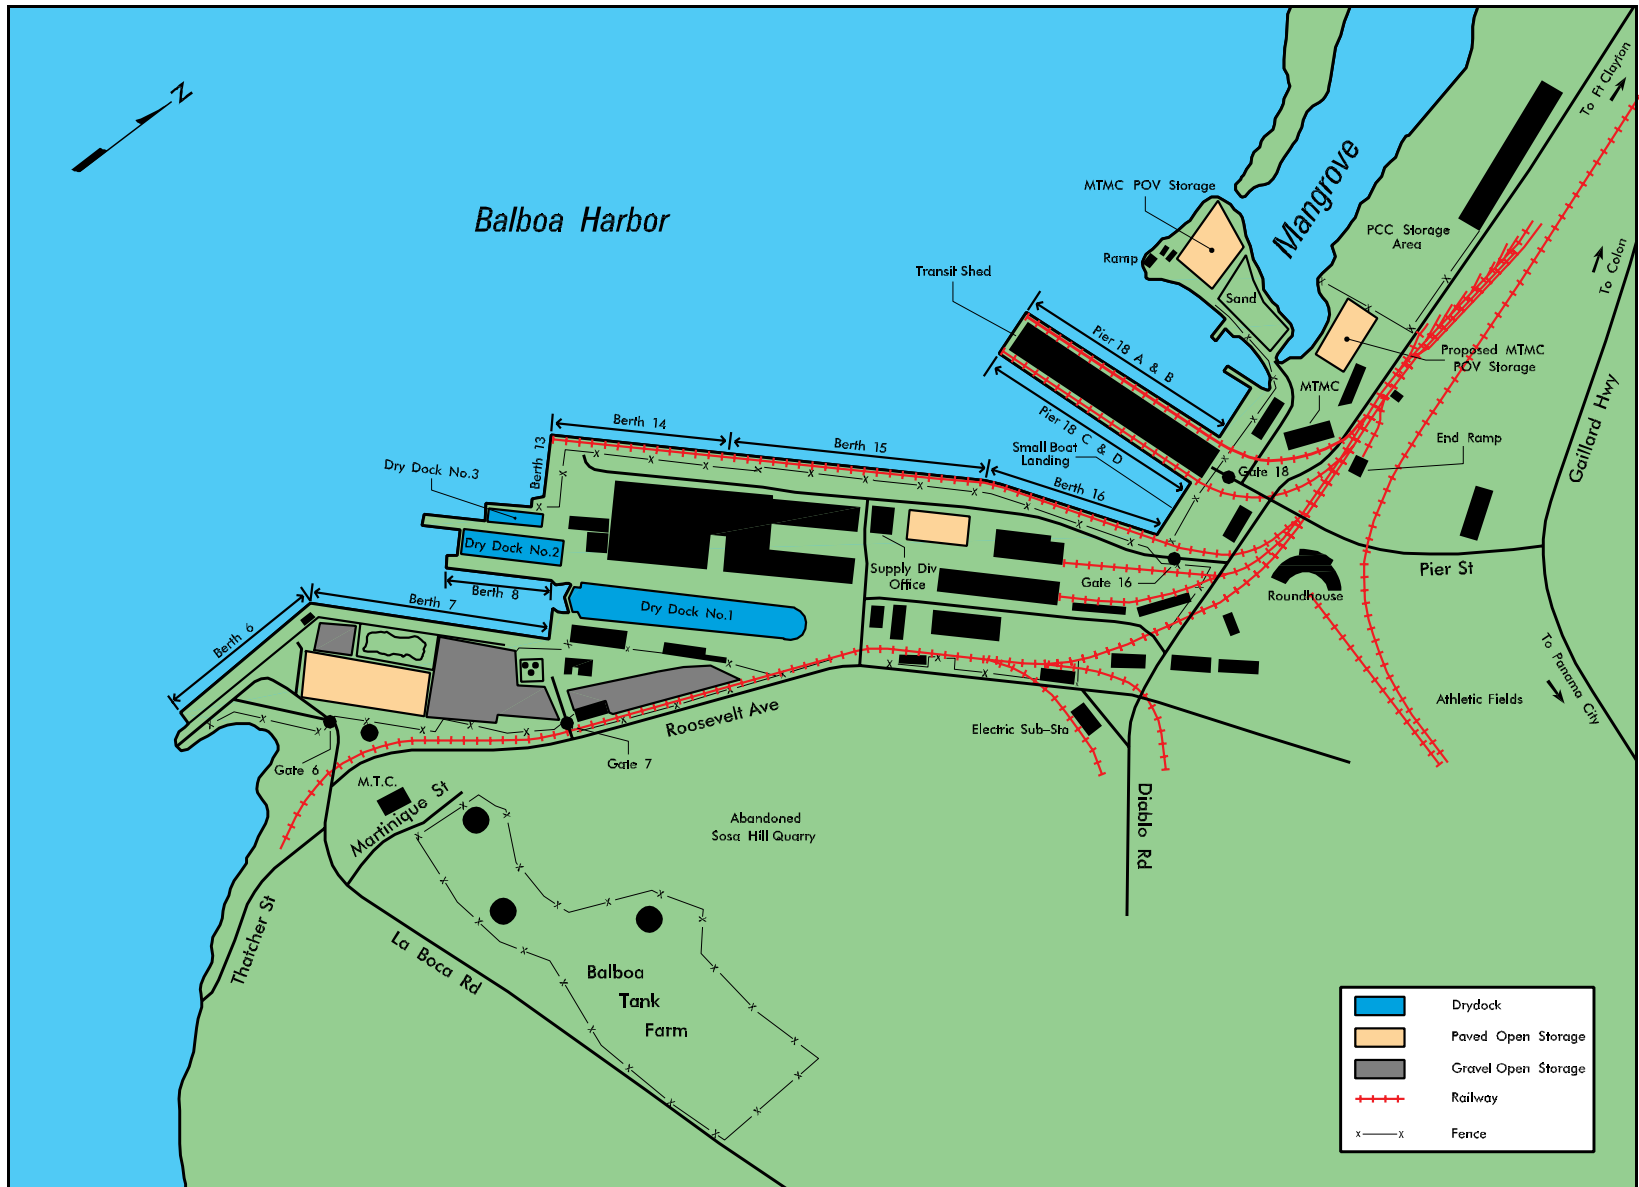 N
Balboa Harbor
Mangrove
To Ft Clayton
To Colon
Gaillard Hwy
To Panama City
MTMC POV Storage
Ramp
Sand
PCC Storage
Area
Transit Shed
Pier 18 A & B
Pier 18 C & D
Proposed MTMC
POV Storage
MTMC
End Ramp
Small Boat
Landing
Gate 18
Berth 13
Berth 14
Berth 15
Berth 16
Dry Dock No.3
Dry Dock No.2
Dry Dock No.1
Berth 8
Berth 7
Berth 6
Supply Div
Office
Gate 16
Roundhouse
Pier St
Athletic Fields
Electric Sub-Sta
Roosevelt Ave
Gate 7
Gate 6
M.T.C.
Martinique St
Diablo Rd
Abandoned
Sosa Hill Quarry
Thatcher St
La Boca Rd
Balboa
Tank
Farm
Drydock
Paved Open Storage
Gravel Open Storage
Railway
x x Fence